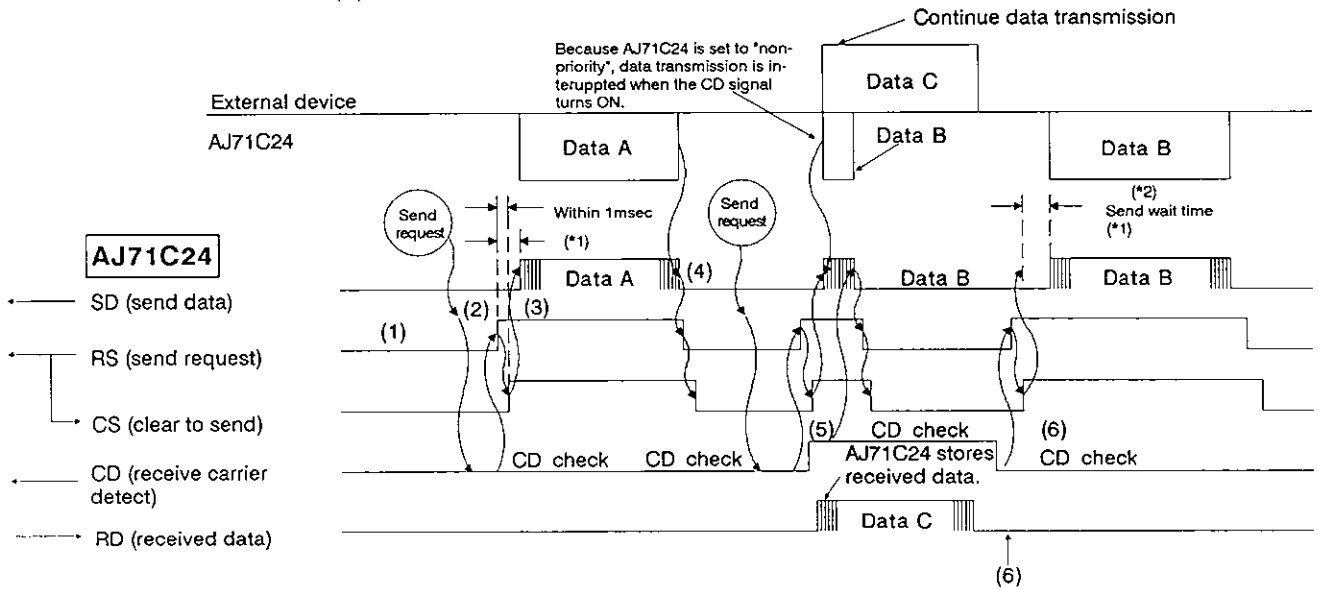 Continue data transmission
Because AJ71C24 is set to "non-
priority", data transmission is in-
teruppted when the CD signal
turns ON.
Data C
External device
AJ71C24
Data A
Data B
Data B
(*2)
Send
request
Within 1msec
(*1)
Send
request
Send wait time
(*1)
AJ71C24
SD (send data)
Data A
(4)
Data B
Data B
(1)
(2)
(3)
RS (send request)
CS (clear to send)
(5)
CD check
(6)
CD (receive carrier
detect)
CD check
CD check
AJ71C24 stores
received data.
CD check
RD (received data)
Data C
(6)